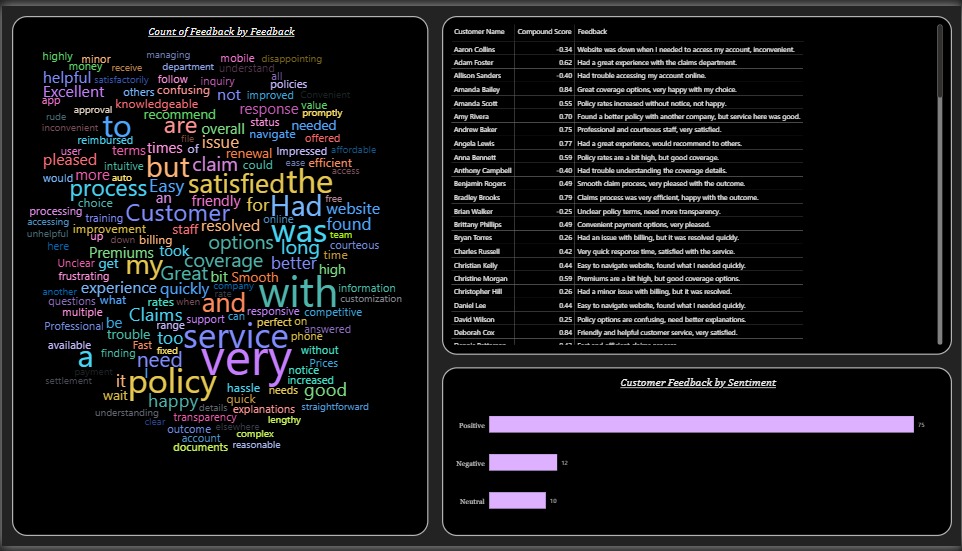 Count of Feedback by Feedback
highly minor managing mobile disappointing
money receive department understand
helpful satisfactorily follow inquiry all
Excellent others confusing not improved policies Convenient
app knowledgeable response value
rude approval recommend status promptly
inconvenient to are overall navigate needed
reimbursed file issue offered
user terms times of renewal Impressed affordable
pleased intuitive but claim could ease efficient
would more auto access
process Easy satisfied the
choice an friendly for Had free
processing Customer website
accessing training online
unhelpful improvement staff resolved was found
up down billing options team
here Premiums took long time courteous
Unclear get my coverage better high
frustrating Great bit Smooth
another experience quickly company with information
questions what rates when rate customization
multiple Claims and responsive competitive
Professional be range support can perfect on
trouble too service phone answered
available Fast fixed without
finding very Prices
a need notice
payment
settlement it policy increased
wait hassle needs good
happy quick
understanding details explanations straightforward
clear transparency lengthy
outcome elsewhere
account complex
documents reasonable
Customer Name Compound Score Feedback
Aaron Collins -0.34 Website was down when I needed to access my account, inconvenient.
Adam Foster 0.62 Had a great experience with the claims department.
Allison Sanders -0.40 Had trouble accessing my account online.
Amanda Bailey 0.84 Great coverage options, very happy with my choice.
Amanda Scott 0.55 Policy rates increased without notice, not happy.
Amy Rivera 0.70 Found a better policy with another company, but service here was good.
Andrew Baker 0.75 Professional and courteous staff, very satisfied.
Angela Lewis 0.77 Had a great experience, would recommend to others.
Anna Bennett 0.59 Policy rates are a bit high, but good coverage.
Anthony Campbell -0.40 Had trouble understanding the coverage details.
Benjamin Rogers 0.49 Smooth claim process, very pleased with the outcome.
Bradley Brooks 0.79 Claims process was very efficient, happy with the outcome.
Brian Walker -0.25 Unclear policy terms, need more transparency.
Brittany Phillips 0.49 Convenient payment options, very pleased.
Bryan Torres 0.26 Had an issue with billing, but it was resolved quickly.
Charles Russell 0.42 Very quick response time, satisfied with the service.
Christian Kelly 0.44 Easy to navigate website, found what I needed quickly.
Christine Morgan 0.59 Premiums are a bit high, but good coverage options.
Christopher Hill 0.26 Had a minor issue with billing, but it was resolved.
Daniel Lee 0.44 Easy to navigate website, found what I needed quickly.
David Wilson 0.25 Policy options are confusing, need better explanations.
Deborah Cox 0.84 Friendly and helpful customer service, very satisfied.
Customer Feedback by Sentiment
Positive 75
Negative 12
Neutral 10